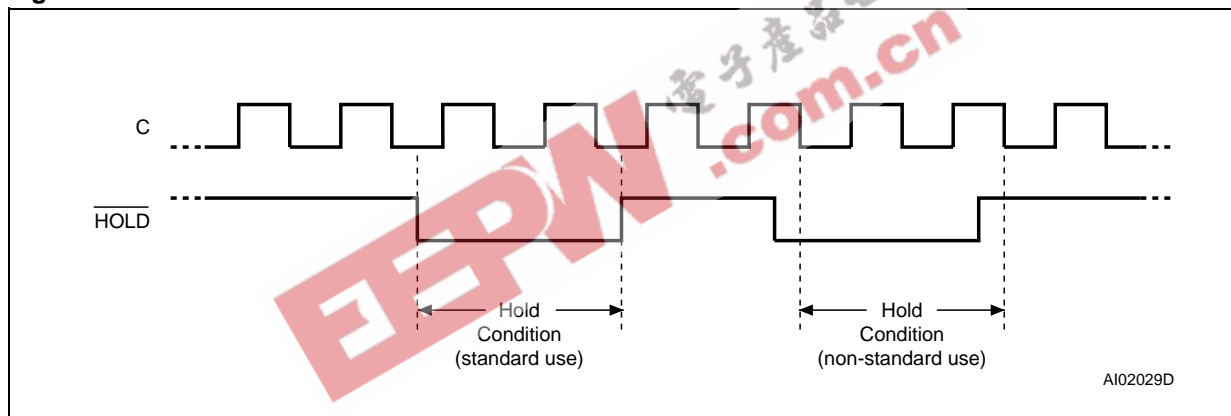 電子產品
.com.cn
EEPW
C
HOLD
Hold
Condition
(standard use)
Hold
Condition
(non-standard use)
AI02029D